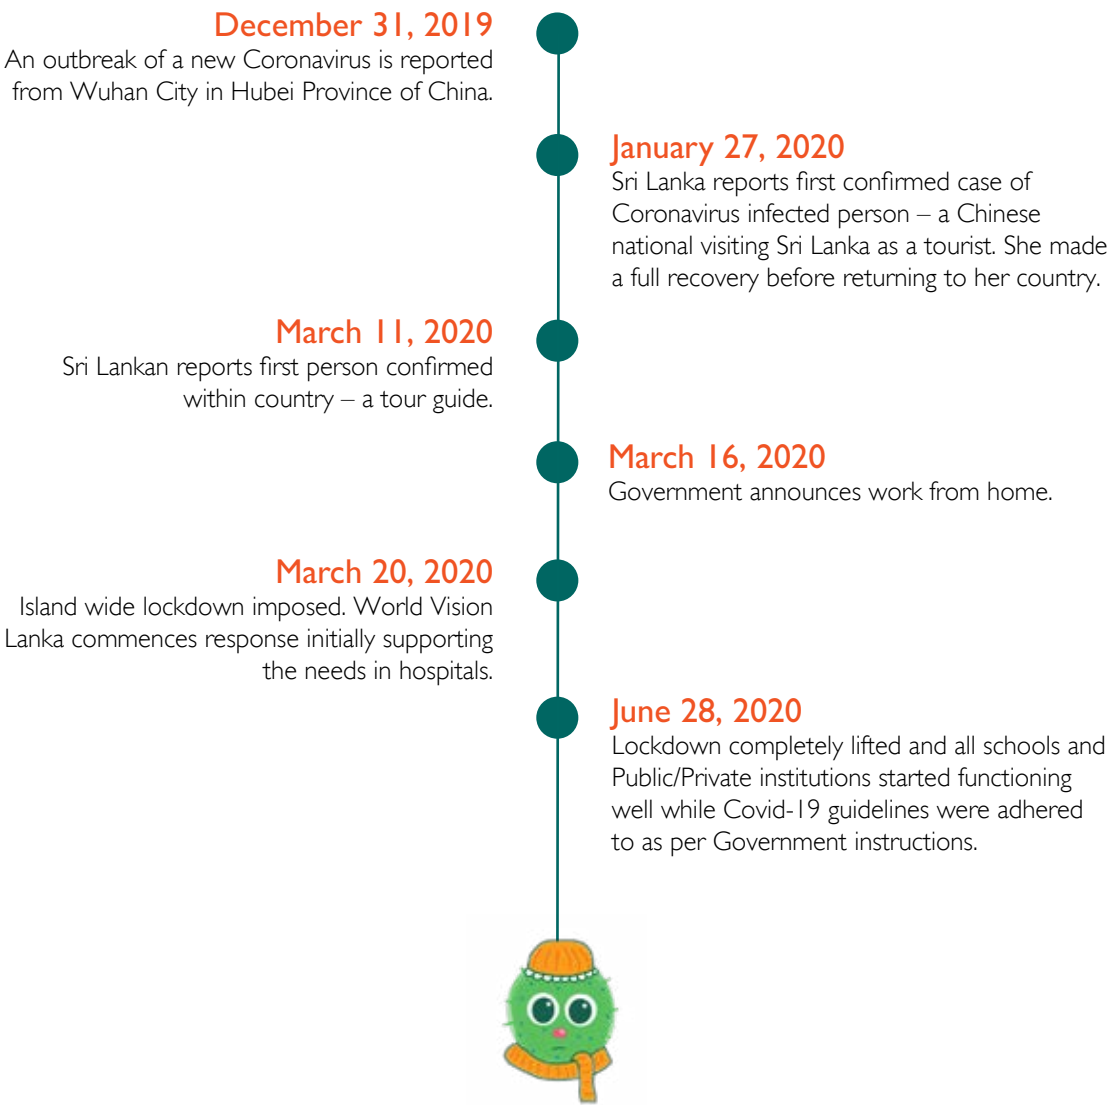 December 31, 2019
An outbreak of a new Coronavirus is reported
from Wuhan City in Hubei Province of China.
January 27, 2020
Sri Lanka reports first confirmed case of
Coronavirus infected person – a Chinese
national visiting Sri Lanka as a tourist. She made
a full recovery before returning to her country.
March 11, 2020
Sri Lankan reports first person confirmed
within country – a tour guide.
March 16, 2020
Government announces work from home.
March 20, 2020
Island wide lockdown imposed. World Vision
Lanka commences response initially supporting
the needs in hospitals.
June 28, 2020
Lockdown completely lifted and all schools and
Public/Private institutions started functioning
well while Covid-19 guidelines were adhered
to as per Government instructions.